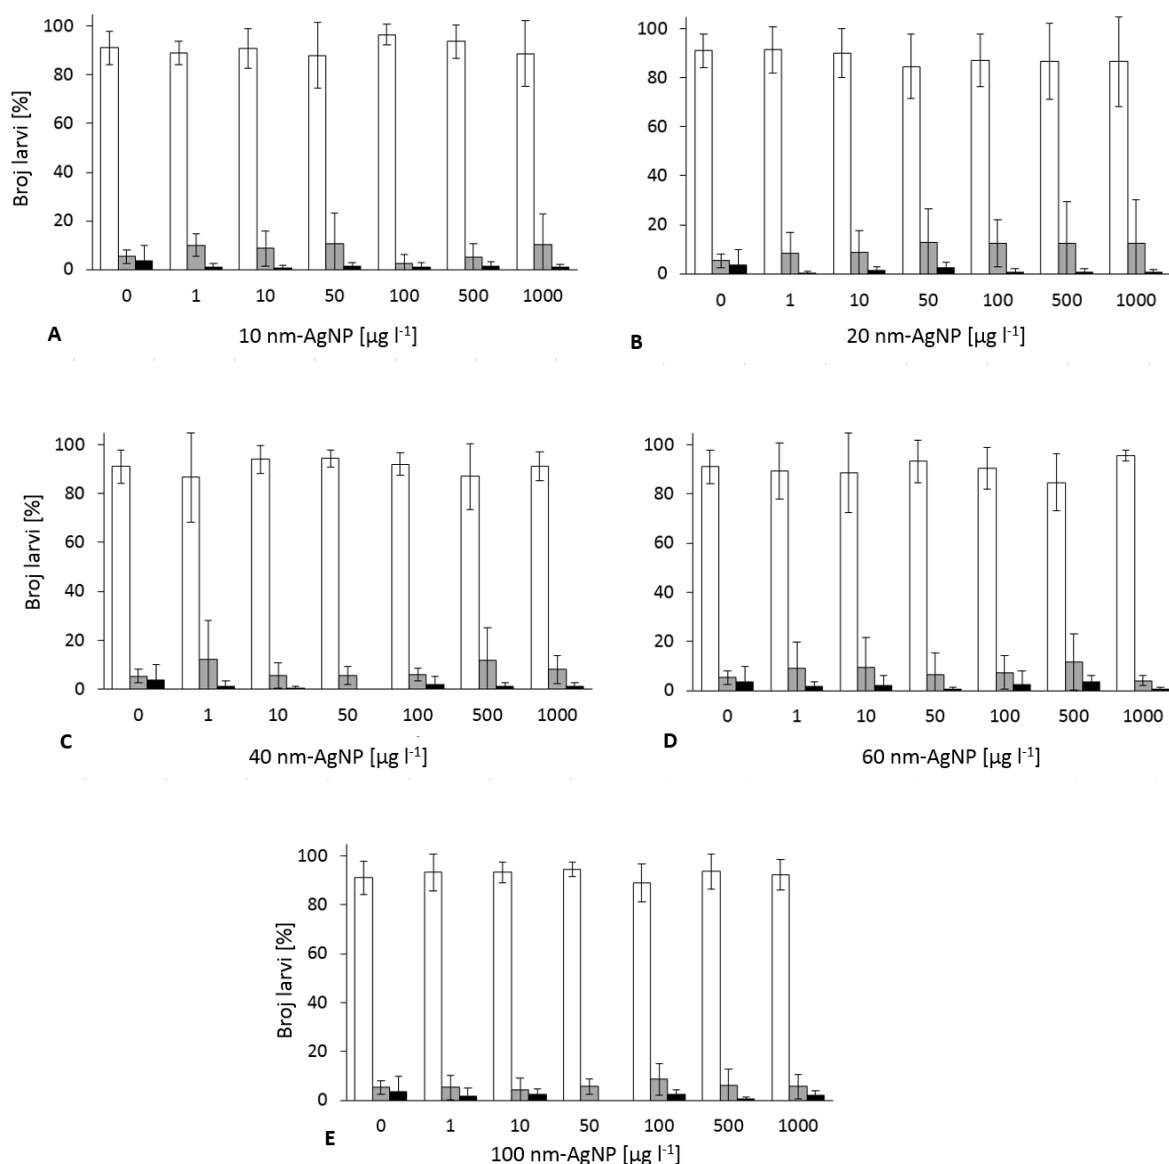 100
80
60
40
20
0
Broj larvi [%]
0 1 10 50 100 500 1000
A
10 nm-AgNP [µg l⁻¹]
100
80
60
40
20
0
0 1 10 50 100 500 1000
B
20 nm-AgNP [µg l⁻¹]
100
80
60
40
20
0
Broj larvi [%]
0 1 10 50 100 500 1000
C
40 nm-AgNP [µg l⁻¹]
100
80
60
40
20
0
0 1 10 50 100 500 1000
D
60 nm-AgNP [µg l⁻¹]
100
80
60
40
20
0
Broj larvi [%]
0 1 10 50 100 500 1000
E
100 nm-AgNP [µg l⁻¹]